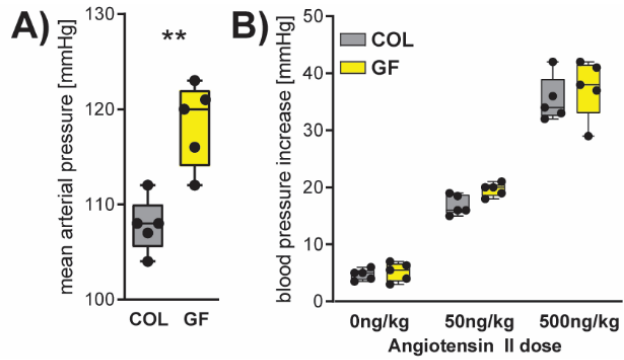 A)
**
mean arterial pressure [mmHg]
130
120
110
100
COL GF
B)
COL
GF
blood pressure increase [mmHg]
50
40
30
20
10
0
0ng/kg 50ng/kg 500ng/kg
Angiotensin II dose